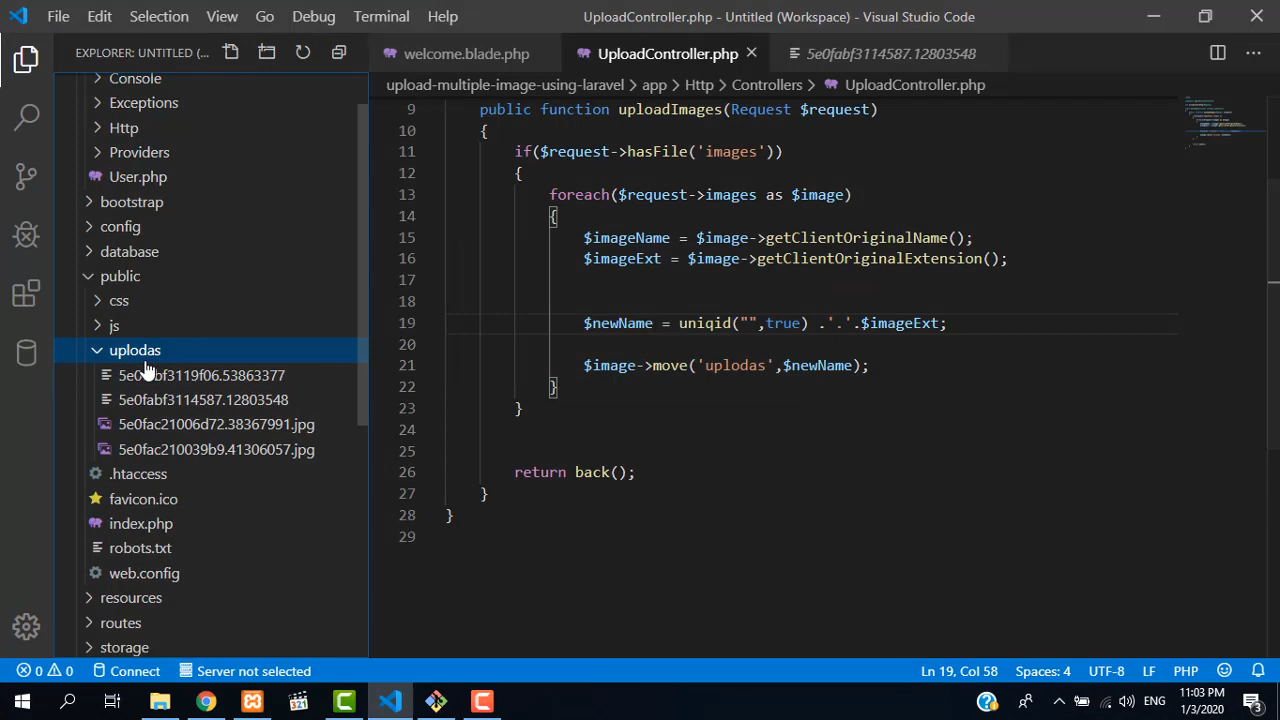 File Edit Selection View Go Debug Terminal Help
UploadController.php - Untitled (Workspace) - Visual Studio Code
EXPLORER: UNTITLED (...
welcome.blade.php
UploadController.php
5e0fabf3114587.12803548
upload-multiple-image-using-laravel > app > Http > Controllers > UploadController.php
Console
Exceptions
Http
Providers
User.php
bootstrap
config
database
public
css
js
uplodas
5e0fabf3119f06.53863377
5e0fabf3114587.12803548
5e0fac21006d72.38367991.jpg
5e0fac210039b9.41306057.jpg
.htaccess
favicon.ico
index.php
robots.txt
web.config
resources
routes
storage
9 public function uploadImages(Request $request)
10 {
11 if($request->hasFile('images'))
12 {
13 foreach($request->images as $image)
14 {
15 $imageName = $image->getClientOriginalName();
16 $imageExt = $image->getClientOriginalExtension();
17
18
19 $newName = uniqid("",true) .'.'.$imageExt;
20
21 $image->move('uplodas',$newName);
22 }
23 }
24
25
26 return back();
27 }
28 }
29
0 0 Connect Server not selected
Ln 19, Col 58 Spaces: 4 UTF-8 LF PHP
321
ENG
11:03 PM
1/3/2020
3